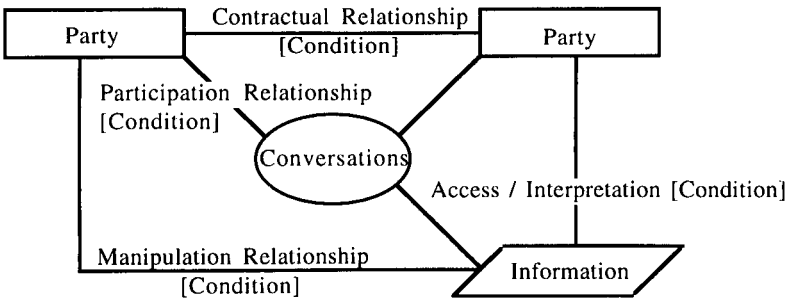 Contractual Relationship
[Condition]
Party
Party
Participation Relationship
[Condition]
Conversations
Access / Interpretation [Condition]
Manipulation Relationship
[Condition]
Information